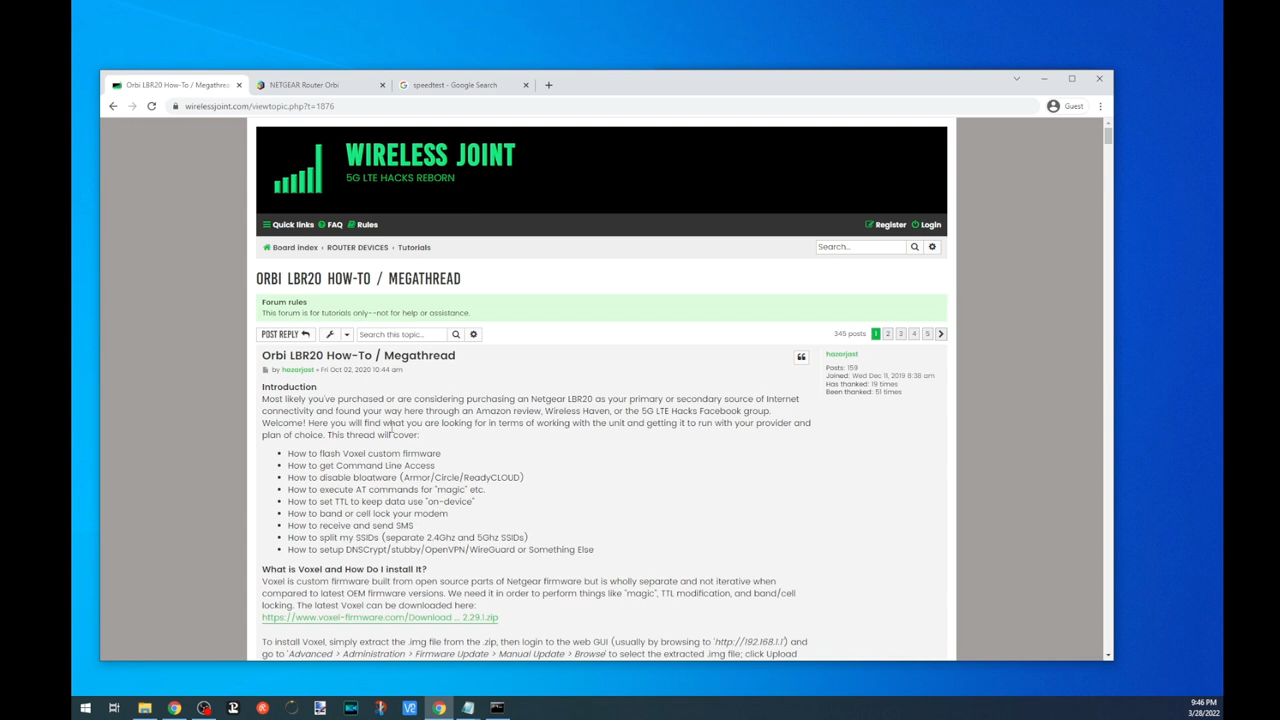 Orbi LBR20 How-To / Megathrea
NETGEAR Router Orbi
speedtest - Google Search
wirelessjoint.com/viewtopic.php?t=1876
Guest
WIRELESS JOINT
5G LTE HACKS REBORN
Quick links FAQ Rules
Register Login
Board index ‹ ROUTER DEVICES ‹ Tutorials
Search...
ORBI LBR20 HOW-TO / MEGATHREAD
Forum rules
This forum is for tutorials only--not for help or assistance.
POST REPLY
Search this topic...
345 posts 1 2 3 4 5
Orbi LBR20 How-To / Megathread
by hazarjast » Fri Oct 02, 2020 10:44 am
hazarjast
Posts: 159
Joined: Wed Dec 11, 2019 8:38 am
Has thanked: 19 times
Been thanked: 51 times
Introduction
Most likely you've purchased or are considering purchasing an Netgear LBR20 as your primary or secondary source of Internet
connectivity and found your way here through an Amazon review, Wireless Haven, or the 5G LTE Hacks Facebook group.
Welcome! Here you will find what you are looking for in terms of working with the unit and getting it to run with your provider and
plan of choice. This thread will cover:
• How to flash Voxel custom firmware
• How to get Command Line Access
• How to disable bloatware (Armor/Circle/ReadyCLOUD)
• How to execute AT commands for "magic" etc.
• How to set TTL to keep data use "on-device"
• How to band or cell lock your modem
• How to receive and send SMS
• How to split my SSIDs (separate 2.4Ghz and 5Ghz SSIDs)
• How to setup DNSCrypt/stubby/OpenVPN/WireGuard or Something Else
What is Voxel and How Do I Install It?
Voxel is custom firmware built from open source parts of Netgear firmware but is wholly separate and not iterative when
compared to latest OEM firmware versions. We need it in order to perform things like "magic", TTL modification, and band/cell
locking. The latest Voxel can be downloaded here:
https://www.voxel-firmware.com/Download ... 2.29.1.zip
To install Voxel, simply extract the .img file from the .zip, then login to the web GUI (usually by browsing to 'http://192.168.1.1') and
go to 'Advanced > Administration > Firmware Update > Manual Update > Browse' to select the extracted .img file; click Upload
9:46 PM
3/28/2022